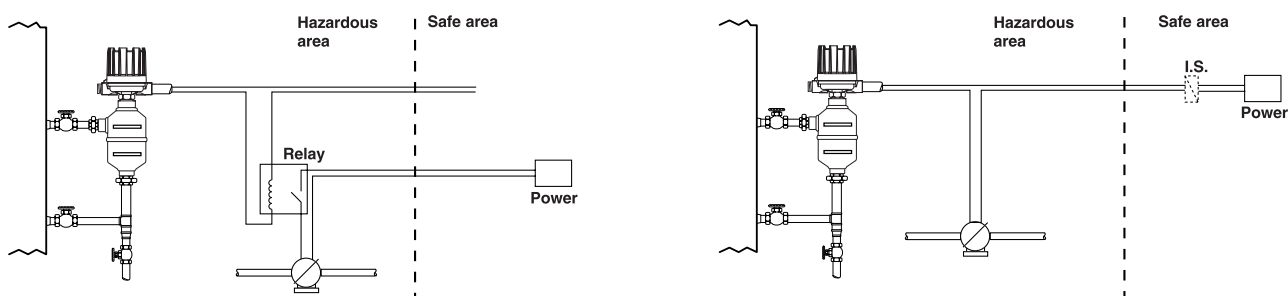 Hazardous
area
Safe area
Relay
Power
Hazardous
area
Safe area
I.S.
Power